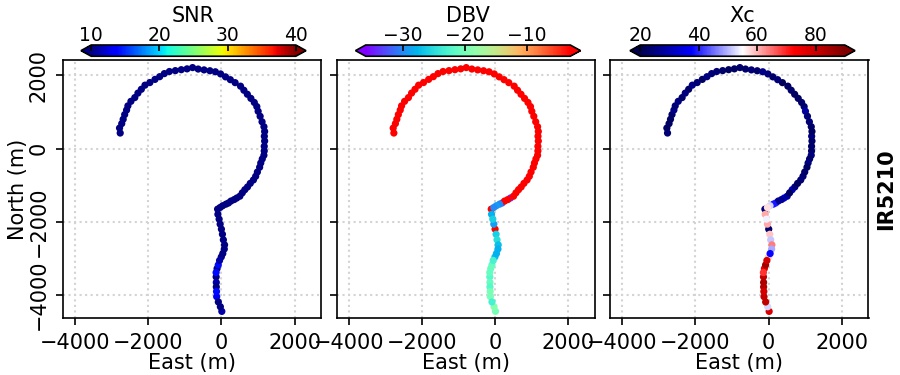 SNR DBV Xc
10 20 30 40 −30 −20 −10 20 40 60 80
2000
0
−2000
−4000
North (m)
IR5210
−4000 −2000 0 2000 −4000 −2000 0 2000 −4000 −2000 0 2000
East (m) East (m) East (m)